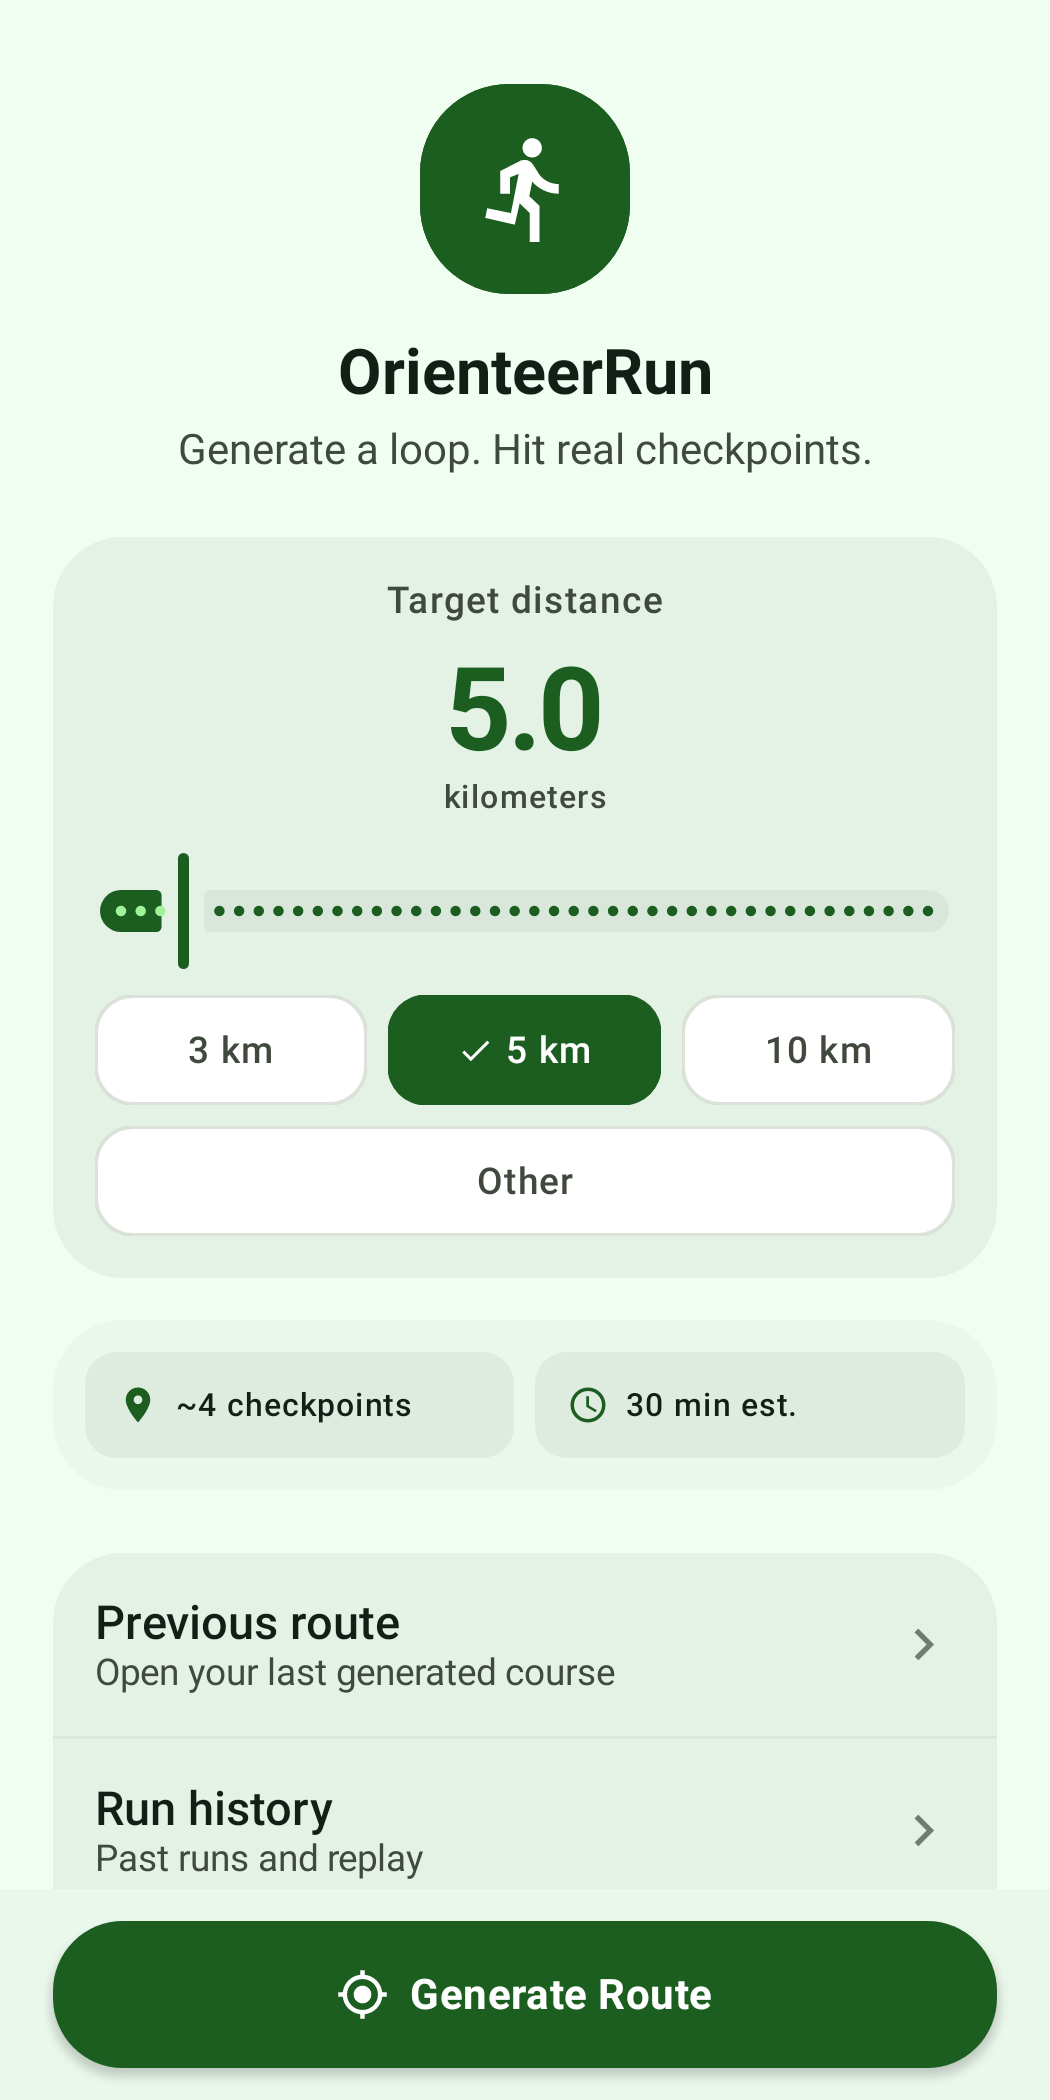 OrienteerRun
Generate a loop. Hit real checkpoints.
Target distance
5.0
kilometers
3 km
5 km
10 km
Other
~4 checkpoints
30 min est.
Previous route
Open your last generated course
Run history
Past runs and replay
Generate Route